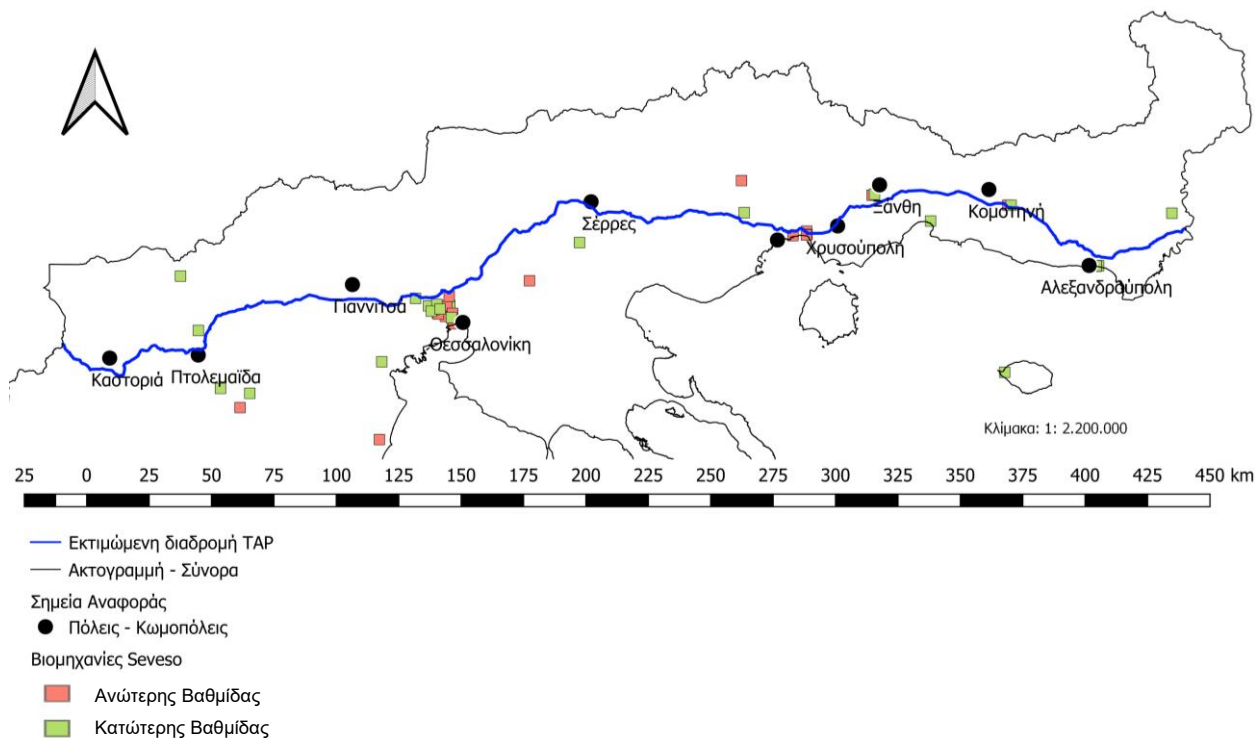 Σέρρες
Ξάνθη
Κομοτηνή
Χρυσούπολη
Αλεξανδρούπολη
Γιαννιτσά
Θεσσαλονίκη
Καστοριά
Πτολεμαΐδα
Κλίμακα: 1: 2.200.000
25 0 25 50 75 100 125 150 175 200 225 250 275 300 325 350 375 400 425 450 km
Εκτιμώμενη διαδρομή TAP
Ακτογραμμή - Σύνορα
Σημεία Αναφοράς
Πόλεις - Κωμοπόλεις
Βιομηχανίες Seveso
Ανώτερης Βαθμίδας
Κατώτερης Βαθμίδας